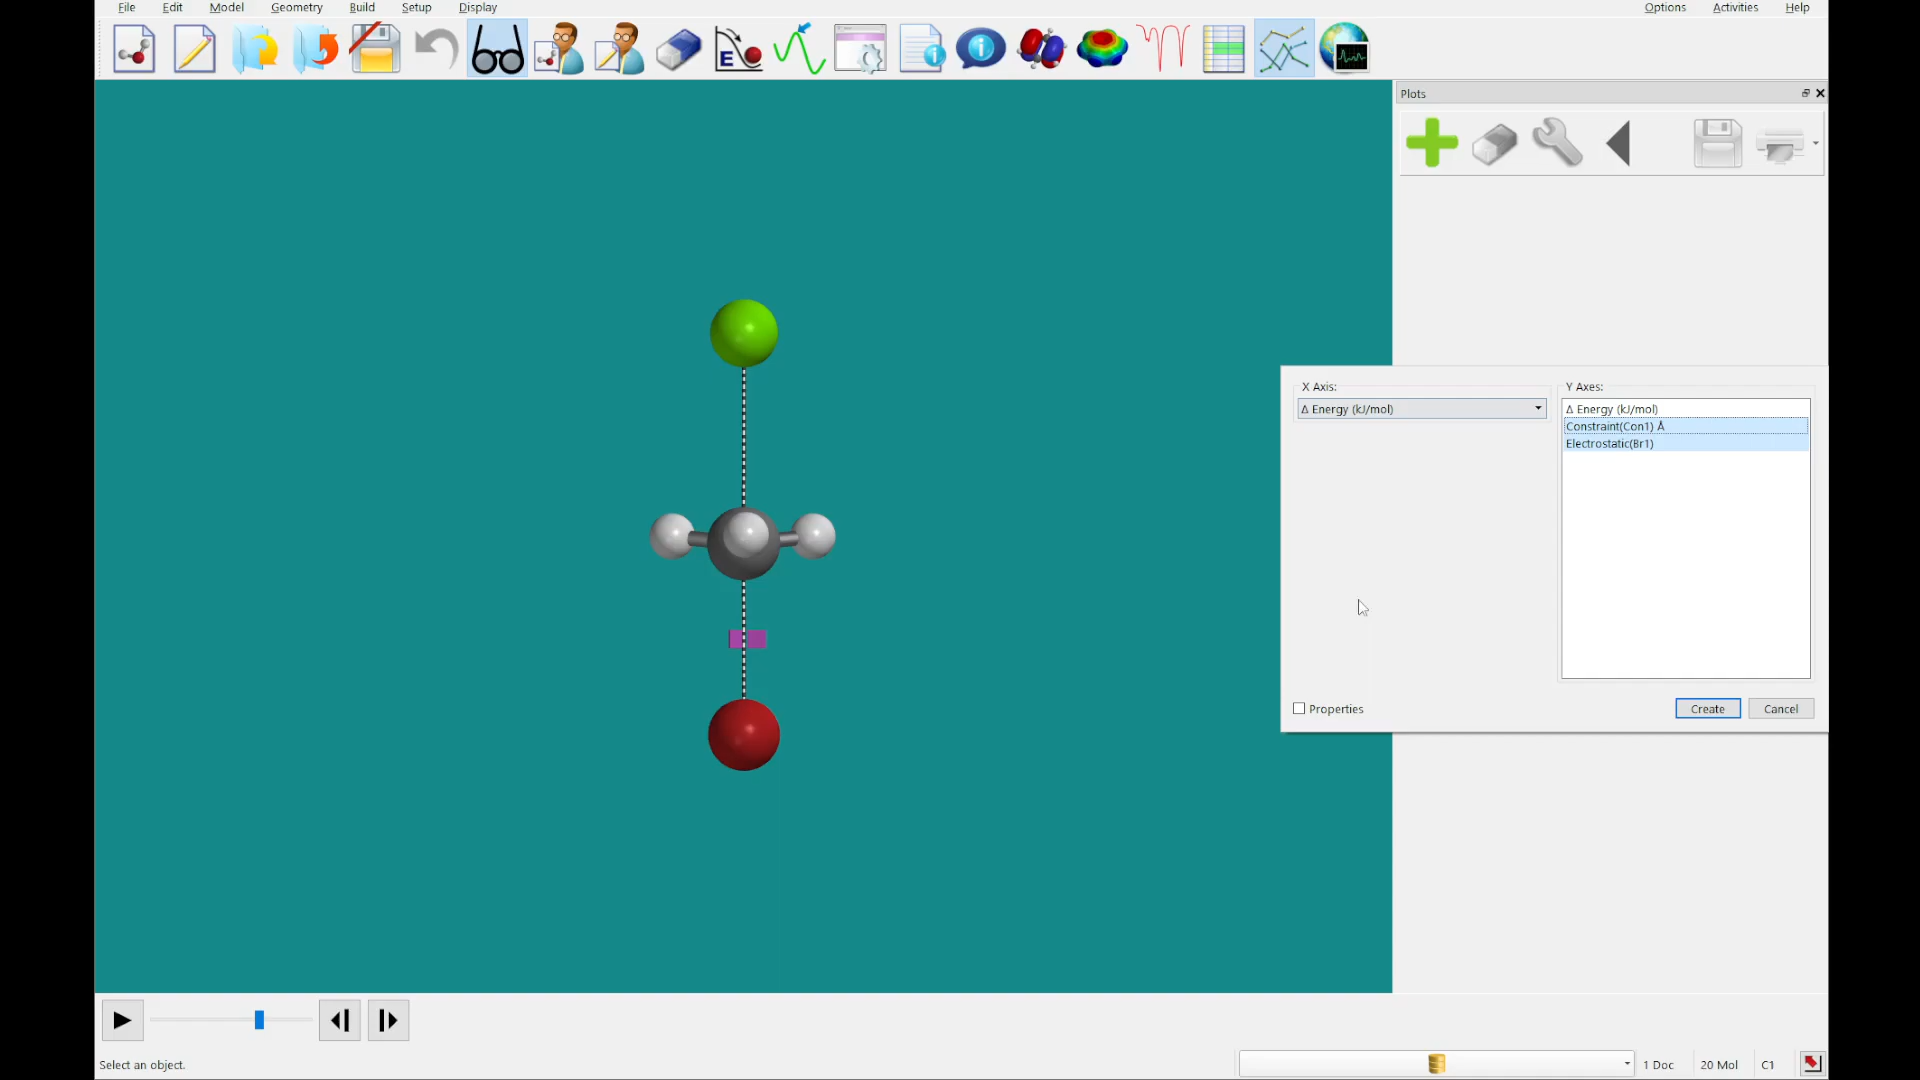 File Edit Model Geometry Build Setup Display Options Activities Help
E
Plots
X Axis: Y Axes:
Δ Energy (kJ/mol) Δ Energy (kJ/mol)
Constraint(Con1) Å
Electrostatic(Br1)
Properties Create Cancel
Select an object. 1 Doc 20 Mol C1